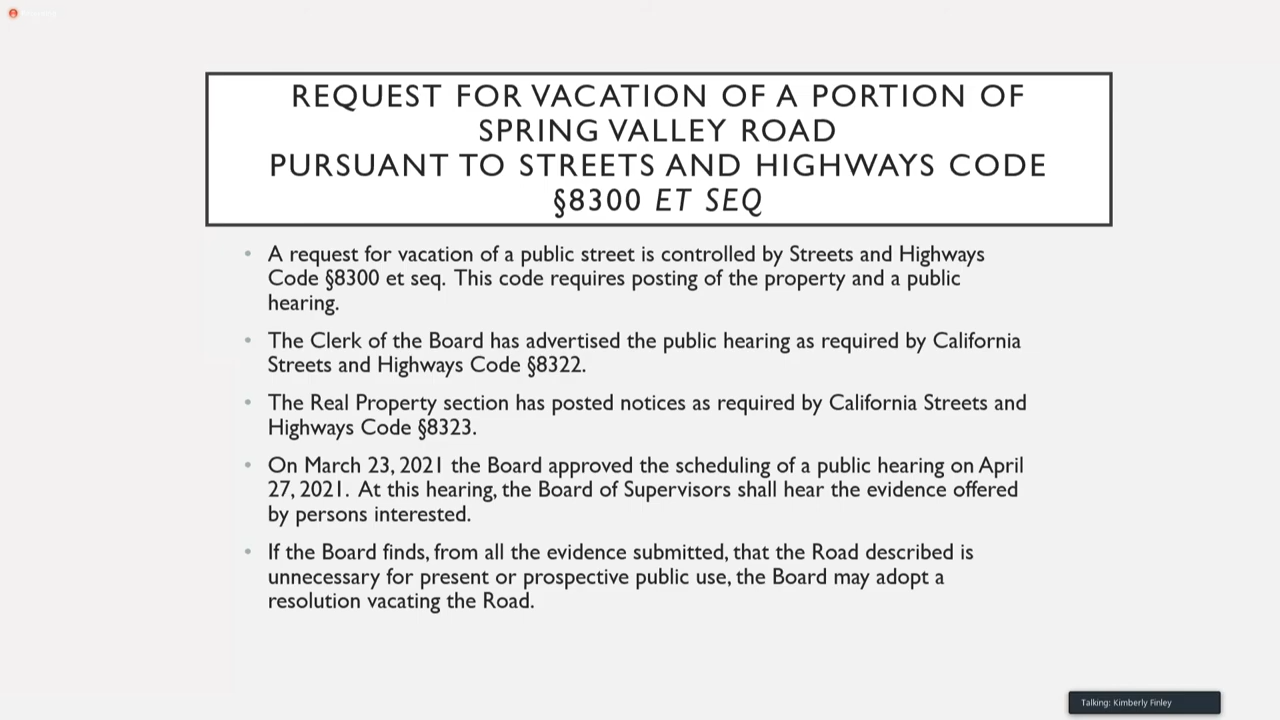 REQUEST FOR VACATION OF A PORTION OF
SPRING VALLEY ROAD
PURSUANT TO STREETS AND HIGHWAYS CODE
§8300 ET SEQ
• A request for vacation of a public street is controlled by Streets and Highways
Code §8300 et seq. This code requires posting of the property and a public
hearing.
• The Clerk of the Board has advertised the public hearing as required by California
Streets and Highways Code §8322.
• The Real Property section has posted notices as required by California Streets and
Highways Code §8323.
• On March 23, 2021 the Board approved the scheduling of a public hearing on April
27, 2021. At this hearing, the Board of Supervisors shall hear the evidence offered
by persons interested.
• If the Board finds, from all the evidence submitted, that the Road described is
unnecessary for present or prospective public use, the Board may adopt a
resolution vacating the Road.
Talking: Kimberly Finley